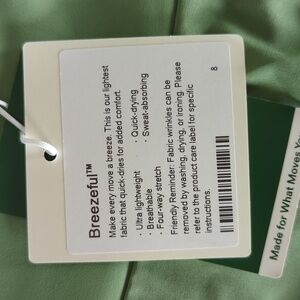 Breezeful™
Make every move a breeze. This is our lightest
fabric that quick-dries for added comfort.
· Ultra lightweight · Quick-drying
· Breathable · Sweat-absorbing
· Four-way stretch
Friendly Reminder: Fabric wrinkles can be
removed by washing, drying, or ironing. Please
refer to the product care label for specific
instructions.
8
Made for What Moves